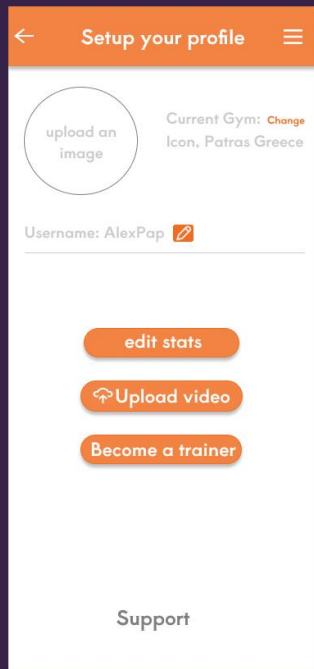 Setup your profile
upload an
image
Current Gym: Change
Icon, Patras Greece
Username: AlexPap
edit stats
Upload video
Become a trainer
Support